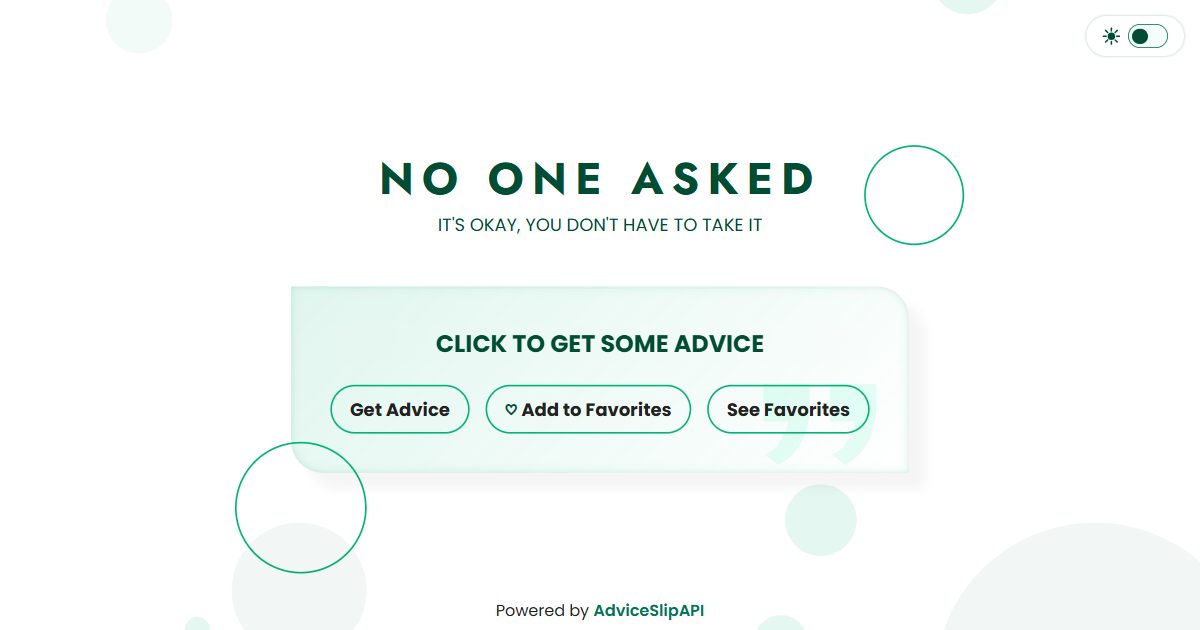 NO ONE ASKED
IT'S OKAY, YOU DON'T HAVE TO TAKE IT
CLICK TO GET SOME ADVICE
Get Advice
♡ Add to Favorites
See Favorites
Powered by AdviceSlipAPI